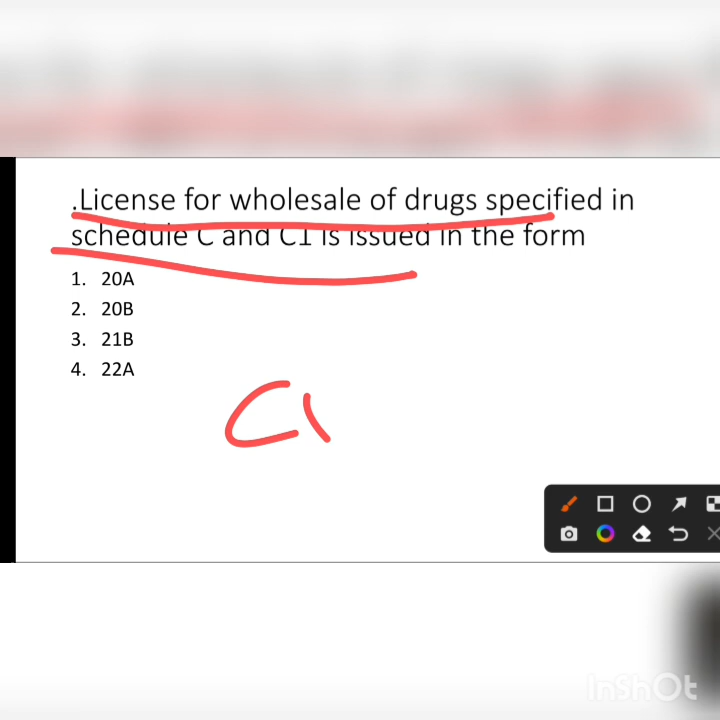 .License for wholesale of drugs specified in
schedule C and C1 is issued in the form
1. 20A
2. 20B
3. 21B
4. 22A
C
InShOt